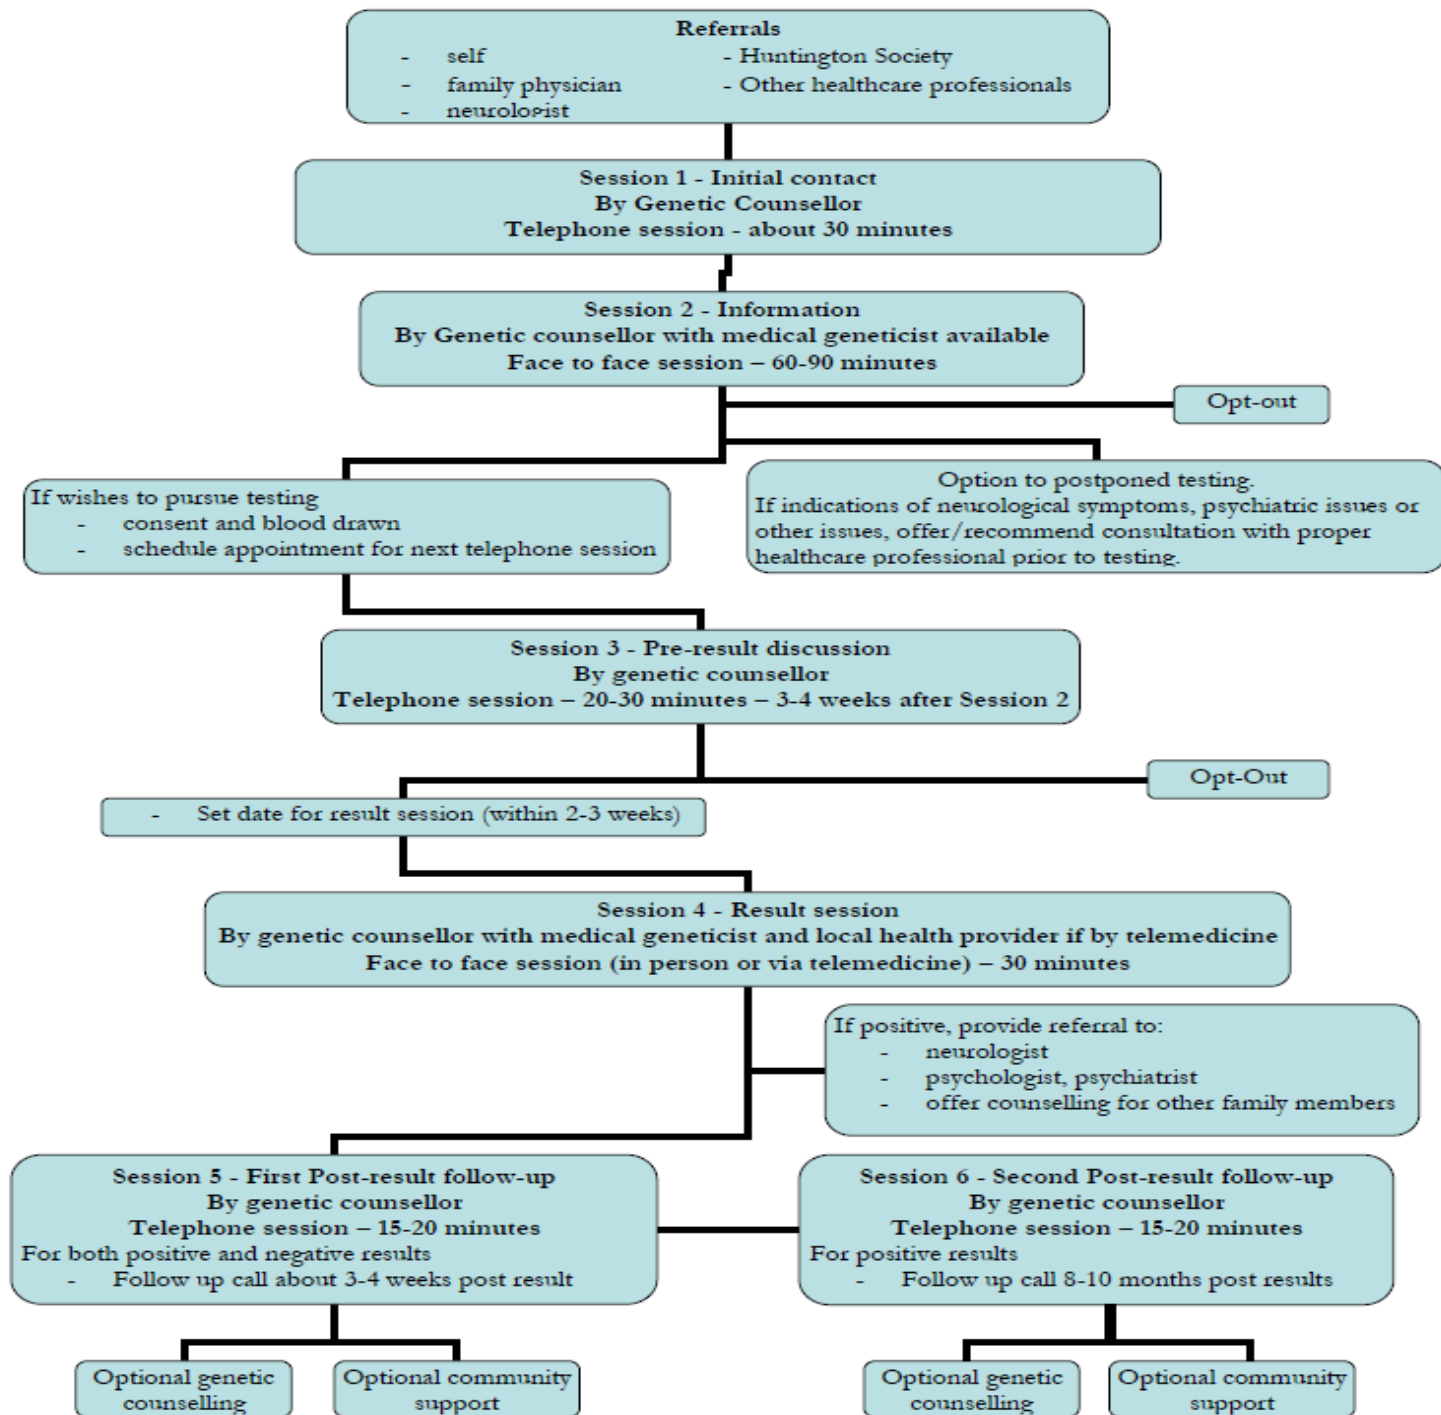 Referrals
- self - Huntington Society
- family physician - Other healthcare professionals
- neurologist
Session 1 - Initial contact
By Genetic Counsellor
Telephone session - about 30 minutes
Session 2 - Information
By Genetic counsellor with medical geneticist available
Face to face session – 60-90 minutes
Opt-out
If wishes to pursue testing
- consent and blood drawn
- schedule appointment for next telephone session
Option to postponed testing.
If indications of neurological symptoms, psychiatric issues or
other issues, offer/recommend consultation with proper
healthcare professional prior to testing.
Session 3 - Pre-result discussion
By genetic counsellor
Telephone session – 20-30 minutes – 3-4 weeks after Session 2
Opt-Out
- Set date for result session (within 2-3 weeks)
Session 4 - Result session
By genetic counsellor with medical geneticist and local health provider if by telemedicine
Face to face session (in person or via telemedicine) – 30 minutes
If positive, provide referral to:
- neurologist
- psychologist, psychiatrist
- offer counselling for other family members
Session 5 - First Post-result follow-up
By genetic counsellor
Telephone session – 15-20 minutes
For both positive and negative results
- Follow up call about 3-4 weeks post result
Session 6 - Second Post-result follow-up
By genetic counsellor
Telephone session – 15-20 minutes
For positive results
- Follow up call 8-10 months post results
Optional genetic
counselling
Optional community
support
Optional genetic
counselling
Optional community
support